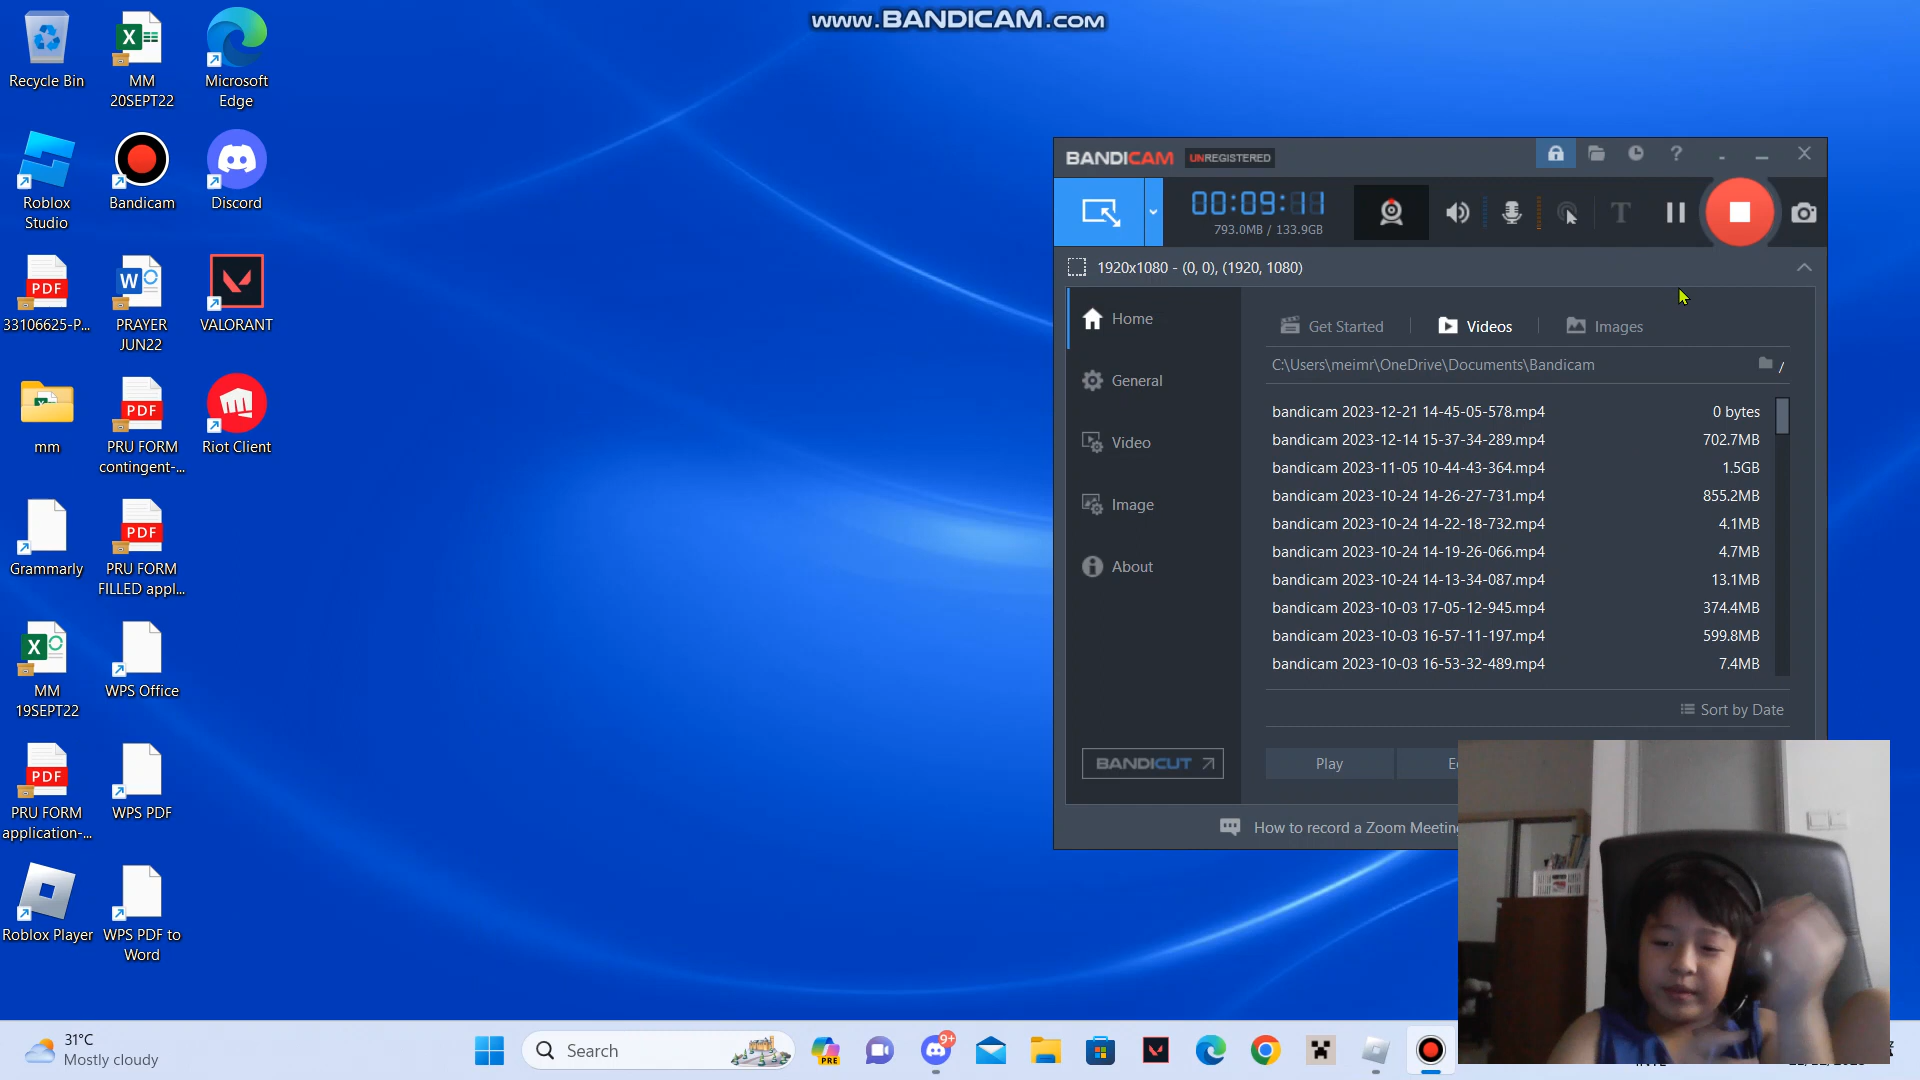 www.BANDICAM.com
Recycle Bin
MM
20SEPT22
Microsoft
Edge
Roblox
Studio
Bandicam
Discord
PDF
33106625-P...
PRAYER
JUN22
VALORANT
mm
PDF
PRU FORM
contingent-...
Riot Client
Grammarly
PDF
PRU FORM
FILLED appl...
MM
19SEPT22
WPS Office
PDF
PRU FORM
application-...
WPS PDF
Roblox Player
WPS PDF to
Word
BANDICAM UNREGISTERED
00:09:11
793.0MB / 133.9GB
1920x1080 - (0, 0), (1920, 1080)
Home
General
Video
Image
About
BANDICUT
Get Started
Videos
Images
C:\Users\meimr\OneDrive\Documents\Bandicam
bandicam 2023-12-21 14-45-05-578.mp4 0 bytes
bandicam 2023-12-14 15-37-34-289.mp4 702.7MB
bandicam 2023-11-05 10-44-43-364.mp4 1.5GB
bandicam 2023-10-24 14-26-27-731.mp4 855.2MB
bandicam 2023-10-24 14-22-18-732.mp4 4.1MB
bandicam 2023-10-24 14-19-26-066.mp4 4.7MB
bandicam 2023-10-24 14-13-34-087.mp4 13.1MB
bandicam 2023-10-03 17-05-12-945.mp4 374.4MB
bandicam 2023-10-03 16-57-11-197.mp4 599.8MB
bandicam 2023-10-03 16-53-32-489.mp4 7.4MB
Sort by Date
Play
How to record a Zoom Meeting
31°C
Mostly cloudy
Search
PRE
9+